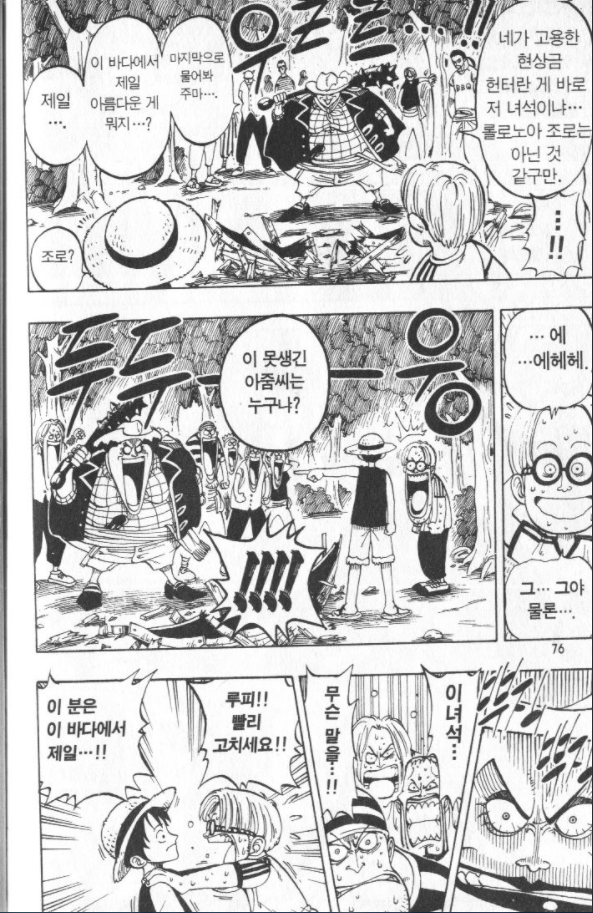 네가 고용한
현상금
헌터란 게 바로
저 녀석이냐…
롤로노아 조로는
아닌 것
같구만.
…!!
우르르……!!
마지막으로
물어봐
주마….
이 바다에서
제일
아름다운 게
뭐지…?
제일
….
조로?
… 에
…에헤헤.
그… 그야
물론….
이 못생긴
아줌씨는
누구냐?
두두──웅
!!!!
76
이 녀석…
무슨 말을…!!
루피!!
빨리
고치세요!!
이 분은
이 바다에서
제일…!!